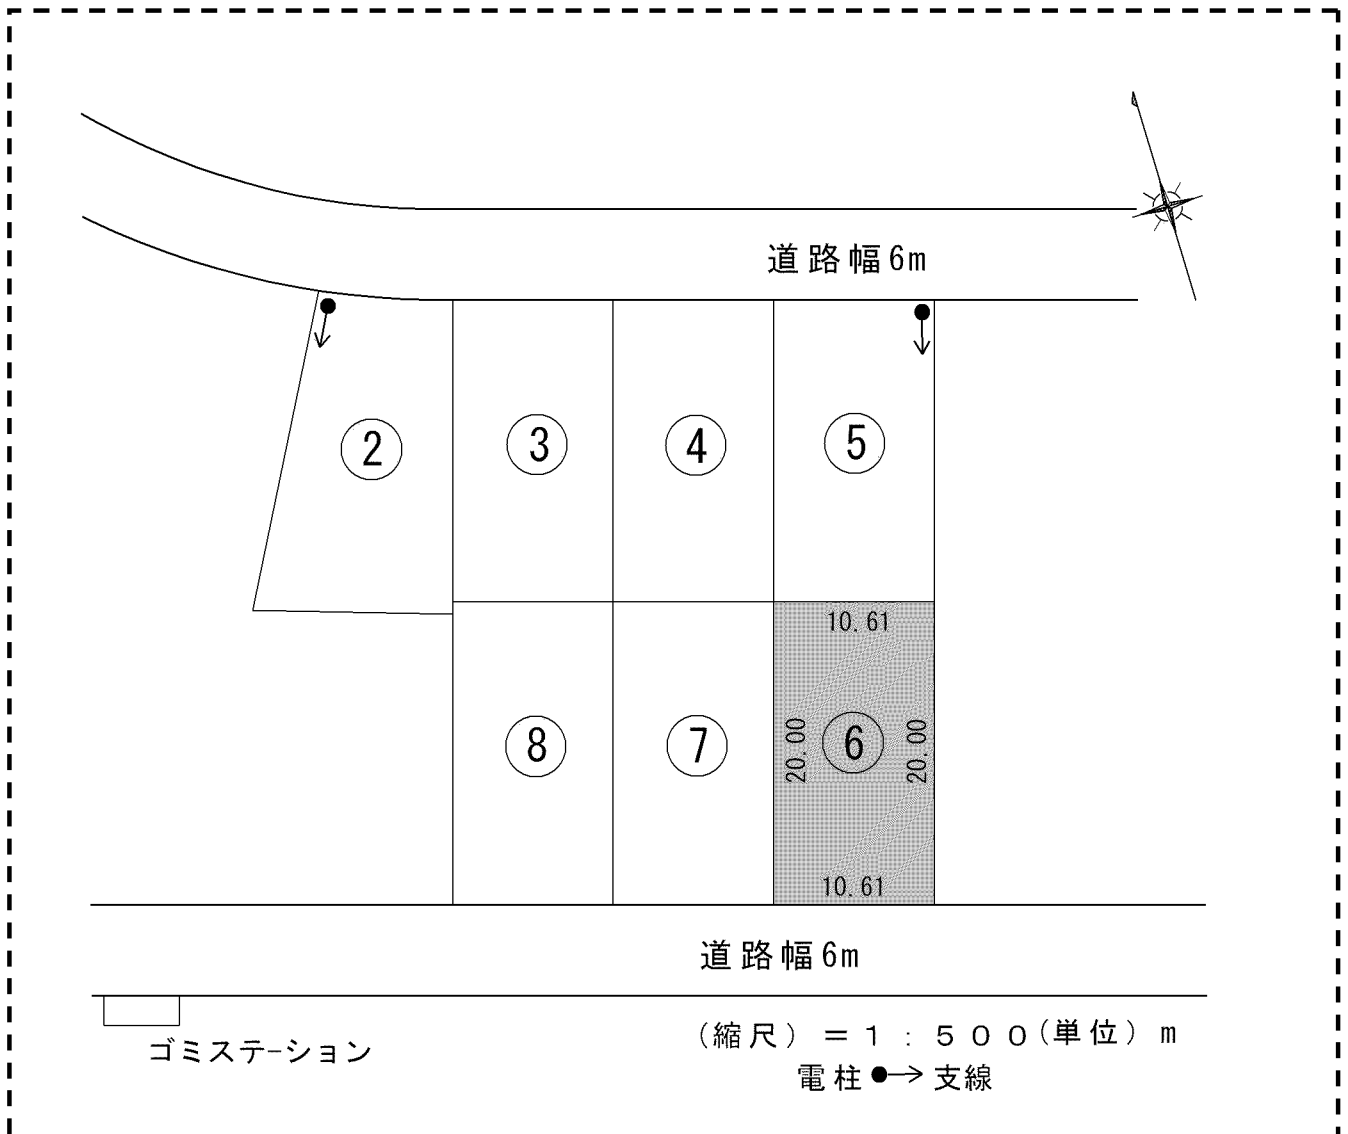 道路幅6m
② ③ ④ ⑤
10.61
20.00 ⑥ 20.00
⑧ ⑦
10.61
道路幅6m
ゴミステーション
(縮尺)=1:500(単位)m
電柱●→支線